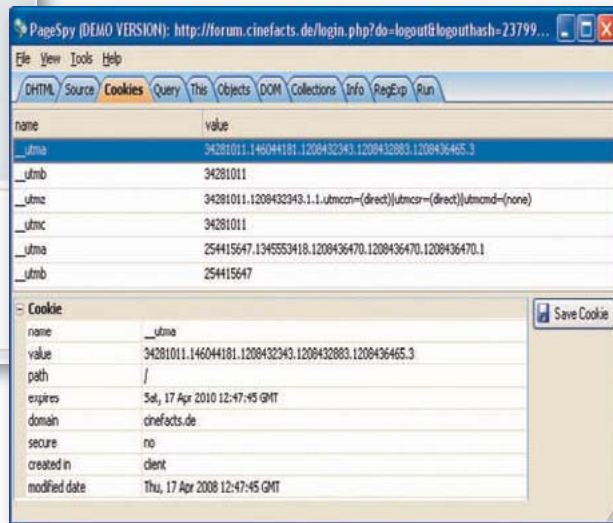 PageSpy (DEMO VERSION): http://forum.cinefacts.de/login.php?do=logout&logouthash=23799...
File View Tools Help
DHTML Source Cookies Query This Objects DOM Collections Info RegExp Run
name value
__utma 34281011.146044181.1208432343.1208432883.1208436465.3
__utmb 34281011
__utmz 34281011.1208432343.1.1.utmccn=(direct)|utmcsr=(direct)|utmcmd=(none)
__utmc 34281011
__utma 254415647.1345553418.1208436470.1208436470.1208436470.1
__utmb 254415647
Cookie
Save Cookie
name __utma
value 34281011.146044181.1208432343.1208432883.1208436465.3
path /
expires Sat, 17 Apr 2010 12:47:45 GMT
domain cinefacts.de
secure no
created in client
modified date Thu, 17 Apr 2008 12:47:45 GMT